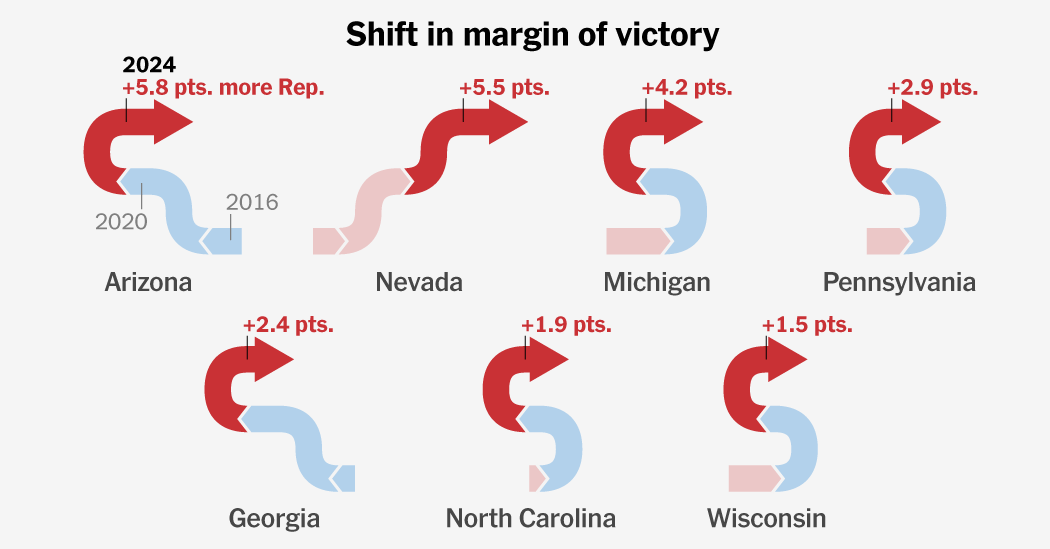 Shift in margin of victory
2024
+5.8 pts. more Rep.
+5.5 pts.
+4.2 pts.
+2.9 pts.
2020
2016
Arizona
Nevada
Michigan
Pennsylvania
+2.4 pts.
+1.9 pts.
+1.5 pts.
Georgia
North Carolina
Wisconsin